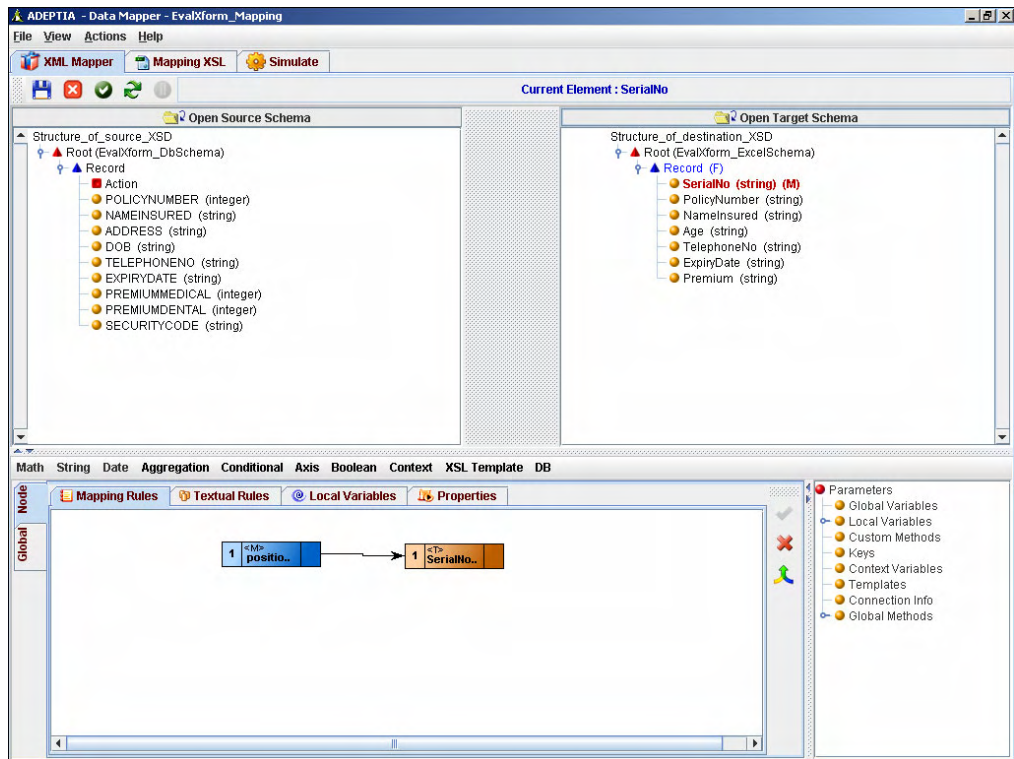 ADEPTIA - Data Mapper - EvalXform_Mapping
File View Actions Help
XML Mapper Mapping XSL Simulate
Current Element : SerialNo
Open Source Schema
Structure_of_source_XSD
Root (EvalXform_DbSchema)
Record
Action
POLICYNUMBER (integer)
NAMEINSURED (string)
ADDRESS (string)
DOB (string)
TELEPHONENO (string)
EXPIRYDATE (string)
PREMIUMMEDICAL (integer)
PREMIUMDENTAL (integer)
SECURITYCODE (string)
Open Target Schema
Structure_of_destination_XSD
Root (EvalXform_ExcelSchema)
Record (F)
SerialNo (string) (M)
PolicyNumber (string)
NameInsured (string)
Age (string)
TelephoneNo (string)
ExpiryDate (string)
Premium (string)
Math String Date Aggregation Conditional Axis Boolean Context XSL Template DB
Node
Global
Mapping Rules Textual Rules Local Variables Properties
1 <M> positio..
1 <T> SerialNo.. 1
Parameters
Global Variables
Local Variables
Custom Methods
Keys
Context Variables
Templates
Connection Info
Global Methods